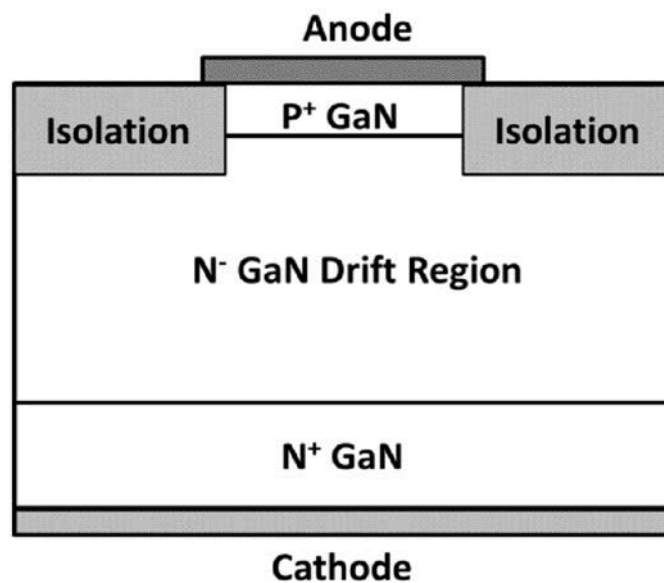 Anode
Isolation P⁺ GaN Isolation
N⁻ GaN Drift Region
N⁺ GaN
Cathode